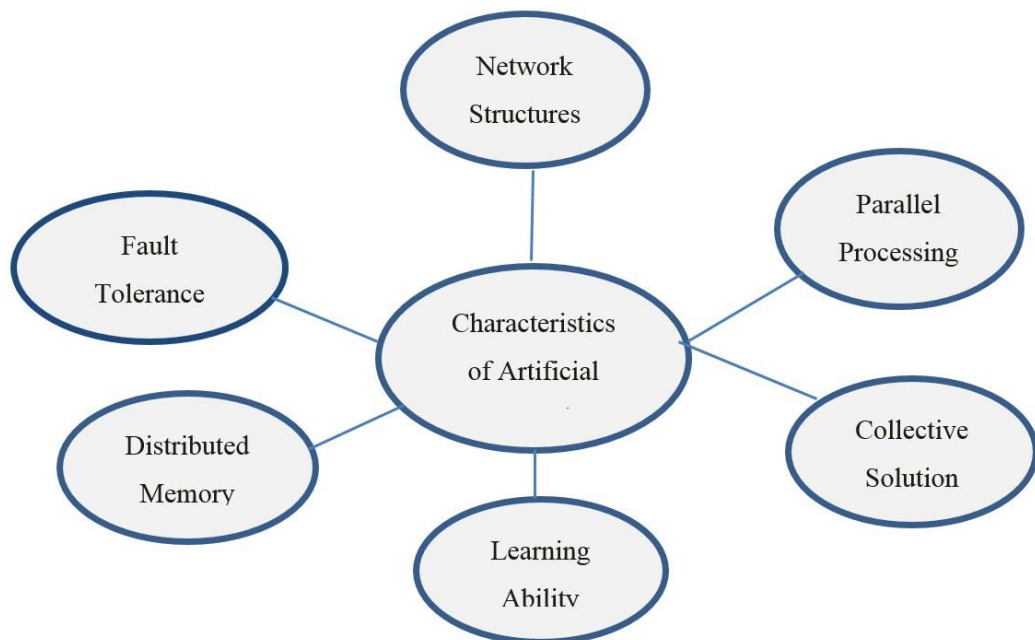 Network
Structures
Parallel
Processing
Fault
Tolerance
Characteristics
of Artificial
Collective
Solution
Distributed
Memory
Learning
Ability